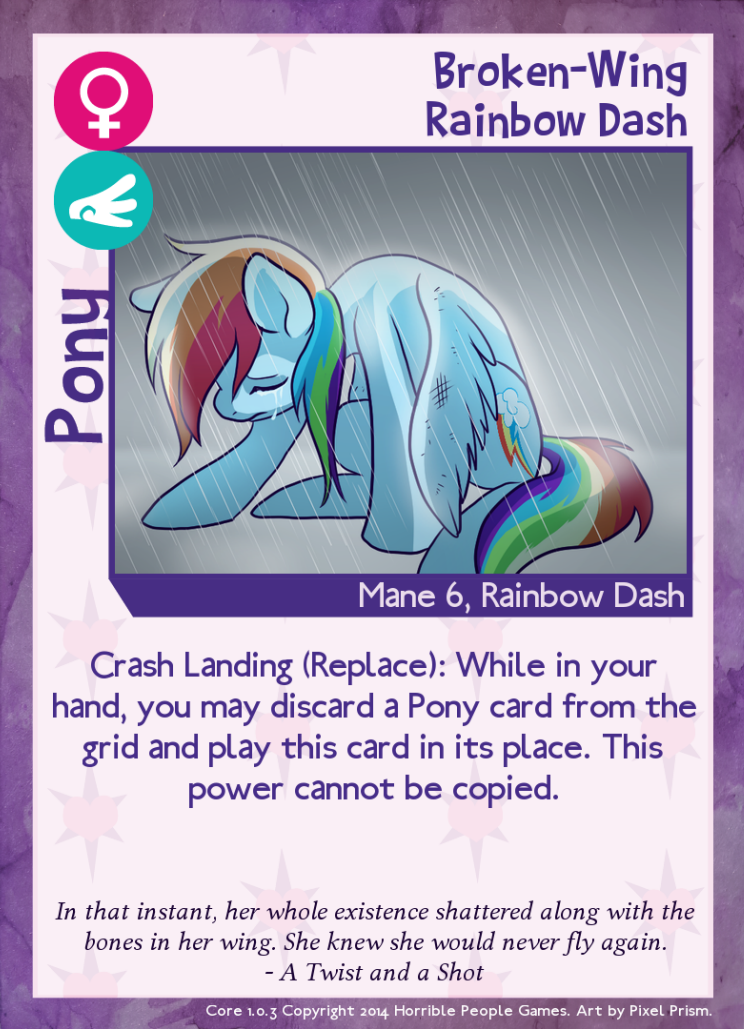 Broken-Wing
Rainbow Dash
Pony
Mane 6, Rainbow Dash
Crash Landing (Replace): While in your
hand, you may discard a Pony card from the
grid and play this card in its place. This
power cannot be copied.
In that instant, her whole existence shattered along with the
bones in her wing. She knew she would never fly again.
- A Twist and a Shot
Core 1.0.3 Copyright 2014 Horrible People Games. Art by Pixel Prism.